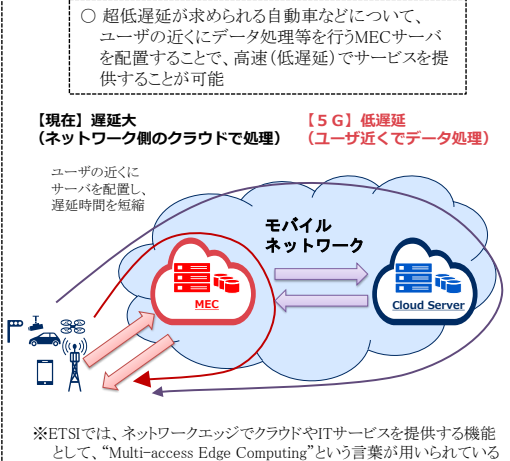 ○ 超低遅延が求められる自動車などについて、
ユーザの近くにデータ処理等を行うMECサーバ
を配置することで、高速(低遅延)でサービスを提
供することが可能
【現在】遅延大
(ネットワーク側のクラウドで処理)
【5G】低遅延
(ユーザ近くでデータ処理)
ユーザの近くに
サーバを配置し、
遅延時間を短縮
モバイル
ネットワーク
MEC
Cloud Server
※ETSIでは、ネットワークエッジでクラウドやITサービスを提供する機能
として、“Multi-access Edge Computing”という言葉が用いられている